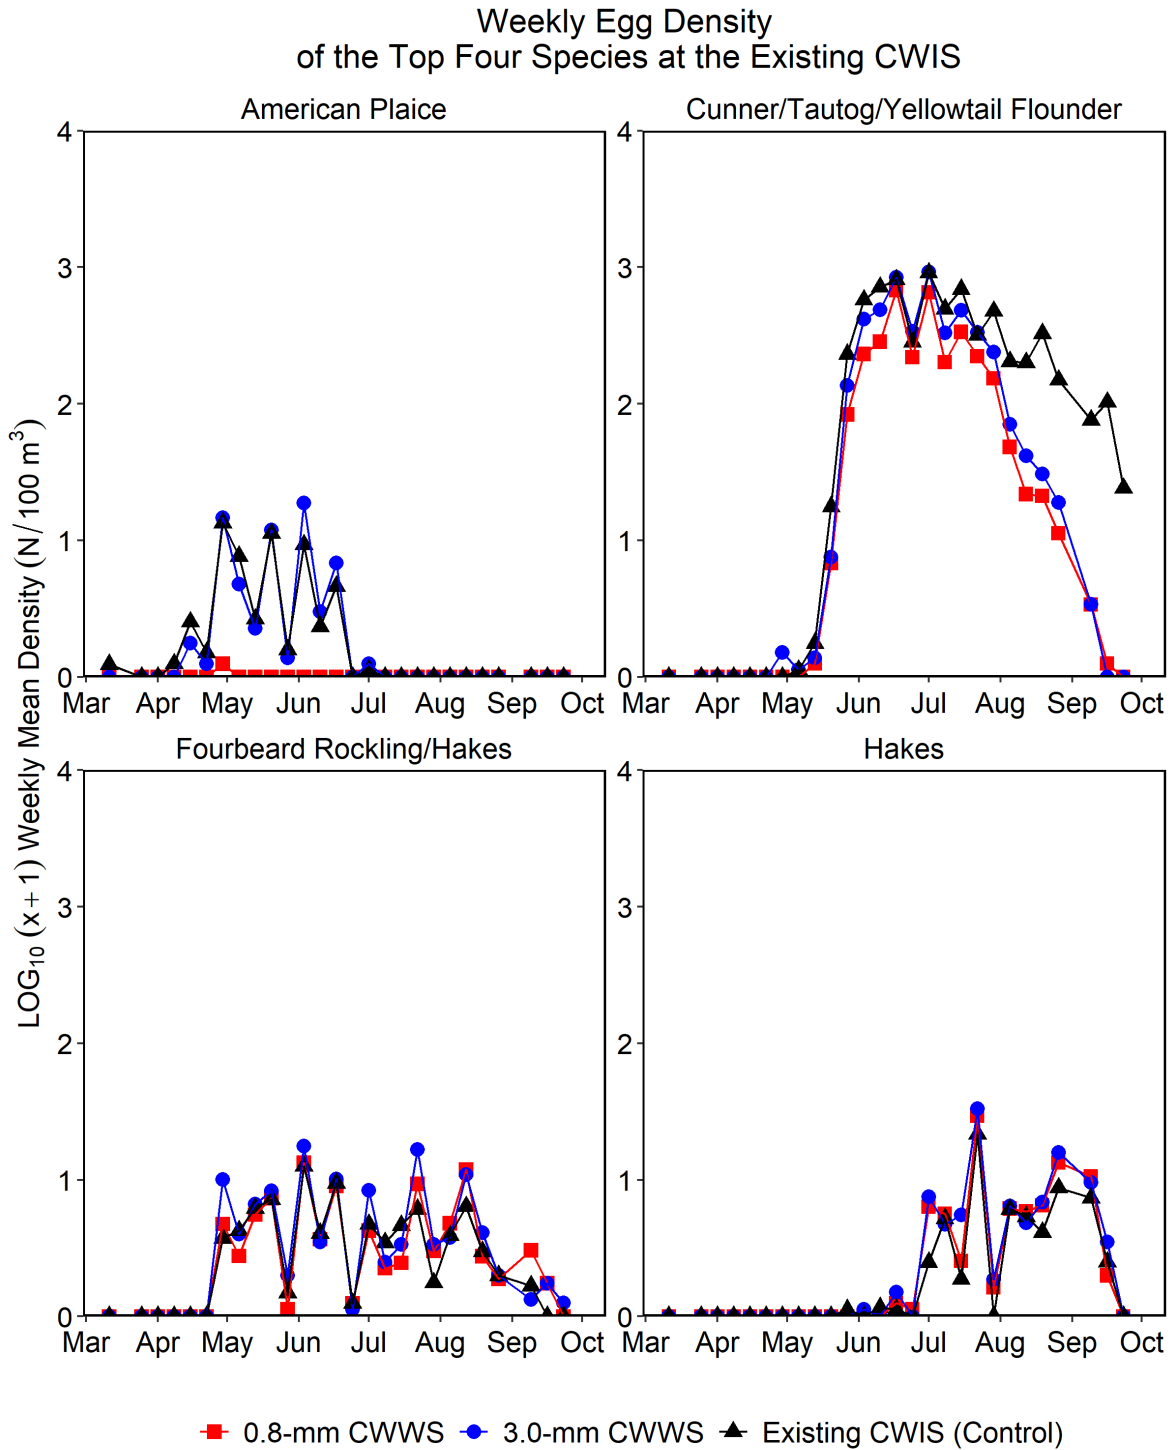 Weekly Egg Density
of the Top Four Species at the Existing CWIS
American Plaice
Cunner/Tautog/Yellowtail Flounder
4
3
2
1
0
Mar Apr May Jun Jul Aug Sep Oct
4
3
2
1
0
Mar Apr May Jun Jul Aug Sep Oct
LOG₁₀ (x + 1) Weekly Mean Density (N/100 m³)
Fourbeard Rockling/Hakes
Hakes
4
3
2
1
0
Mar Apr May Jun Jul Aug Sep Oct
4
3
2
1
0
Mar Apr May Jun Jul Aug Sep Oct
0.8-mm CWWS 3.0-mm CWWS Existing CWIS (Control)